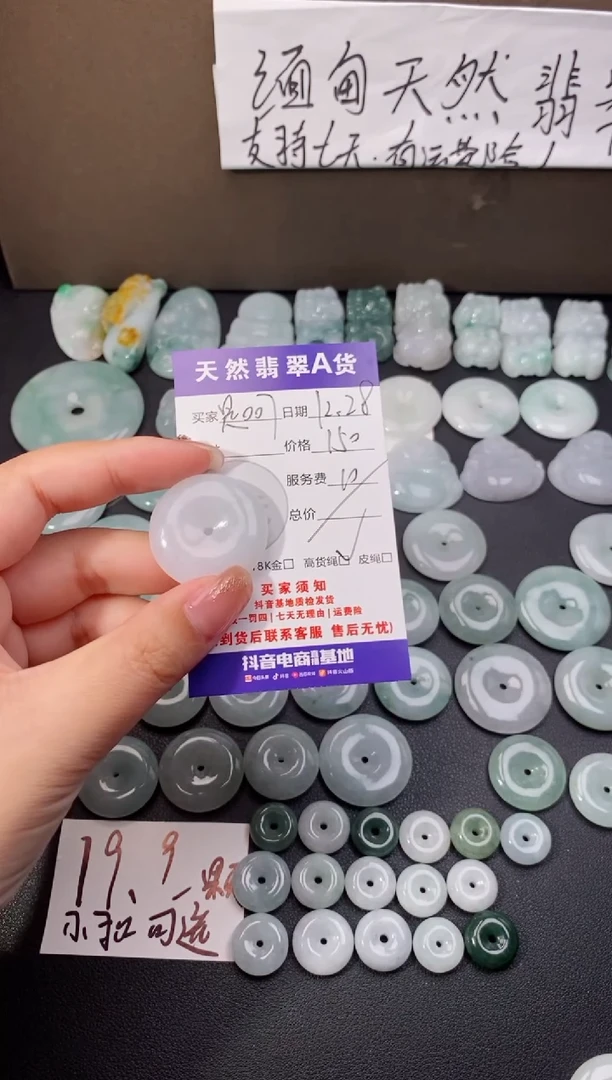 缅甸天然翡
支持七天.有运费险!
天然翡翠A货
买家 007 日期 12.28
价格 150
服务费 10
总价
8K金□ 高货绳□ 皮绳□
买家须知
抖音基地质检发货
一罚四|七天无理由|运费险
到货后联系客服 售后无忧)
抖音电商 基地
19.9一颗
可选